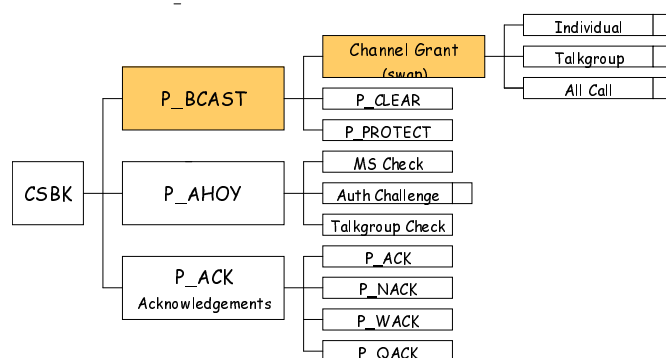 Individual
Channel Grant
(swap)
Talkgroup
All Call
P_BCAST
P_CLEAR
P_PROTECT
MS Check
CSBK
P_AHOY
Auth Challenge
Talkgroup Check
P_ACK
P_ACK
Acknowledgements
P_NACK
P_WACK
P_QACK